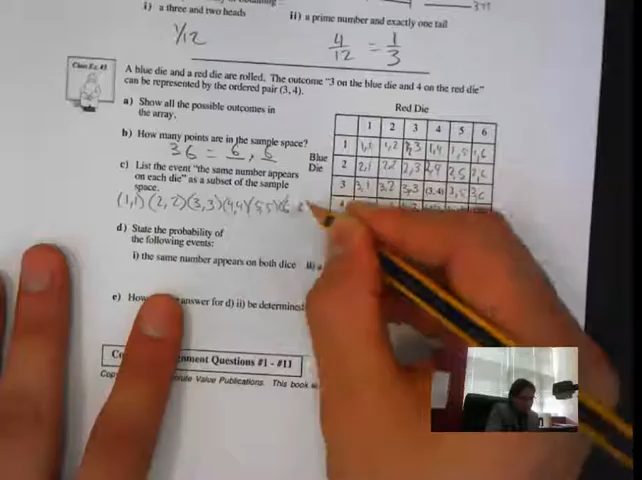 i) a three and two heads
ii) a prime number and exactly one tail
1/12
4/12 = 1/3
Class Ex. #3
A blue die and a red die are rolled. The outcome "3 on the blue die and 4 on the red die"
can be represented by the ordered pair (3, 4).
a) Show all the possible outcomes in
the array.
b) How many points are in the sample space?
36 = 6, 6
c) List the event "the same number appears
on each die" as a subset of the sample
space.
(1,1) (2,2) (3,3) (4,4) (5,5) (6
Red Die
1 2 3 4 5 6
Blue
Die
1 1,1 1,2 1,4 1,5 1,6
2 2,1 2,2 2,3 2,4 2,5 2,6
3 3,1 3,2 3,3 (3,4) 3,5 3,6
d) State the probability of
the following events:
i) the same number appears on both dice
e) answer for d) ii) be determined
nment Questions #1 - #11
Value Publications. This book